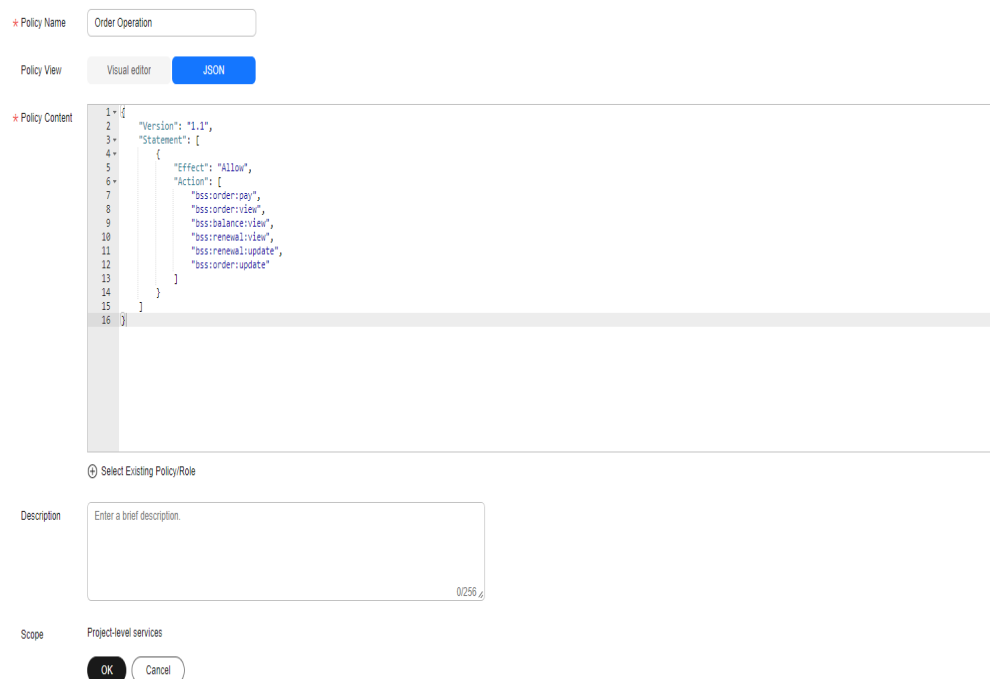 * Policy Name Order Operation
Policy View Visual editor JSON
* Policy Content
1 {
2 "Version": "1.1",
3 "Statement": [
4 {
5 "Effect": "Allow",
6 "Action": [
7 "bss:order:pay",
8 "bss:order:view",
9 "bss:balance:view",
10 "bss:renewal:view",
11 "bss:renewal:update",
12 "bss:order:update"
13 ]
14 }
15 ]
16 }
Select Existing Policy/Role
Description Enter a brief description.
0/256
Scope Project-level services
OK Cancel